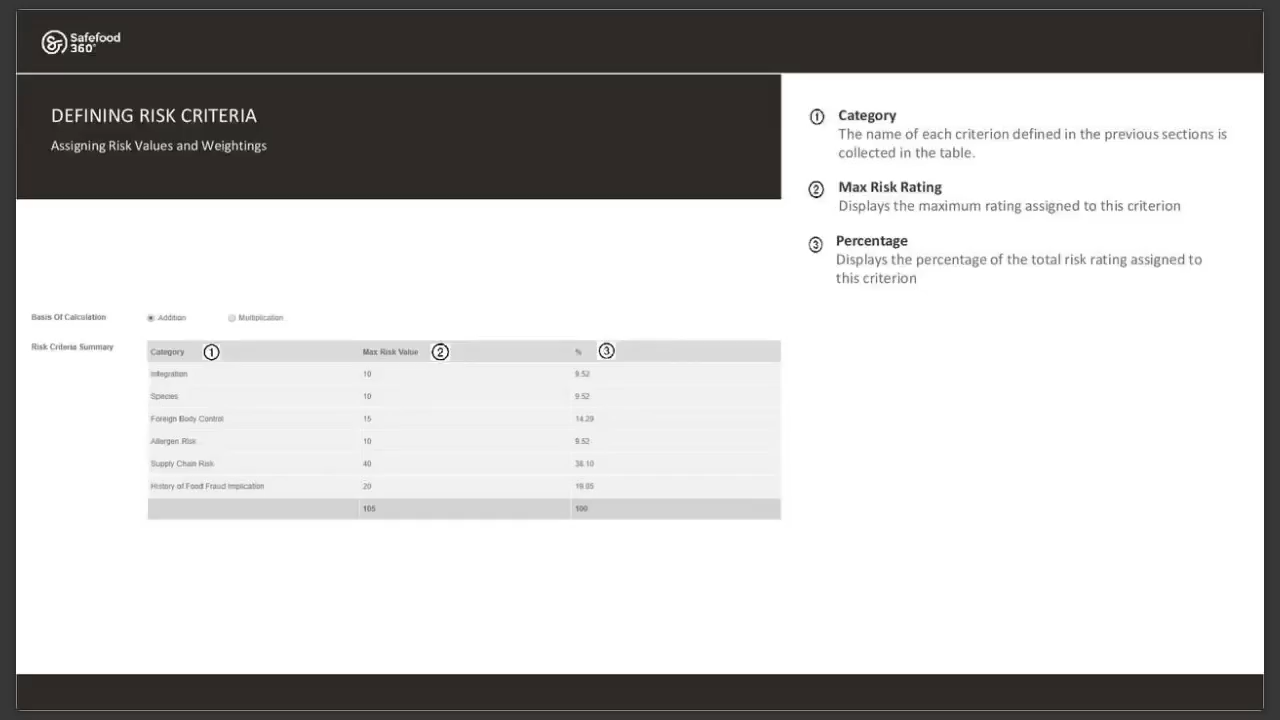 Safefood
360°
DEFINING RISK CRITERIA
Assigning Risk Values and Weightings
① Category
The name of each criterion defined in the previous sections is
collected in the table.
② Max Risk Rating
Displays the maximum rating assigned to this criterion
③ Percentage
Displays the percentage of the total risk rating assigned to
this criterion
Basis Of Calculation Addition Multiplication
Risk Criteria Summary
Category ① Max Risk Value ② % ③
Integration 10 9.52
Species 10 9.52
Foreign Body Control 15 14.29
Allergen Risk 10 9.52
Supply Chain Risk 40 38.10
History of Food Fraud Implication 20 19.05
105 100